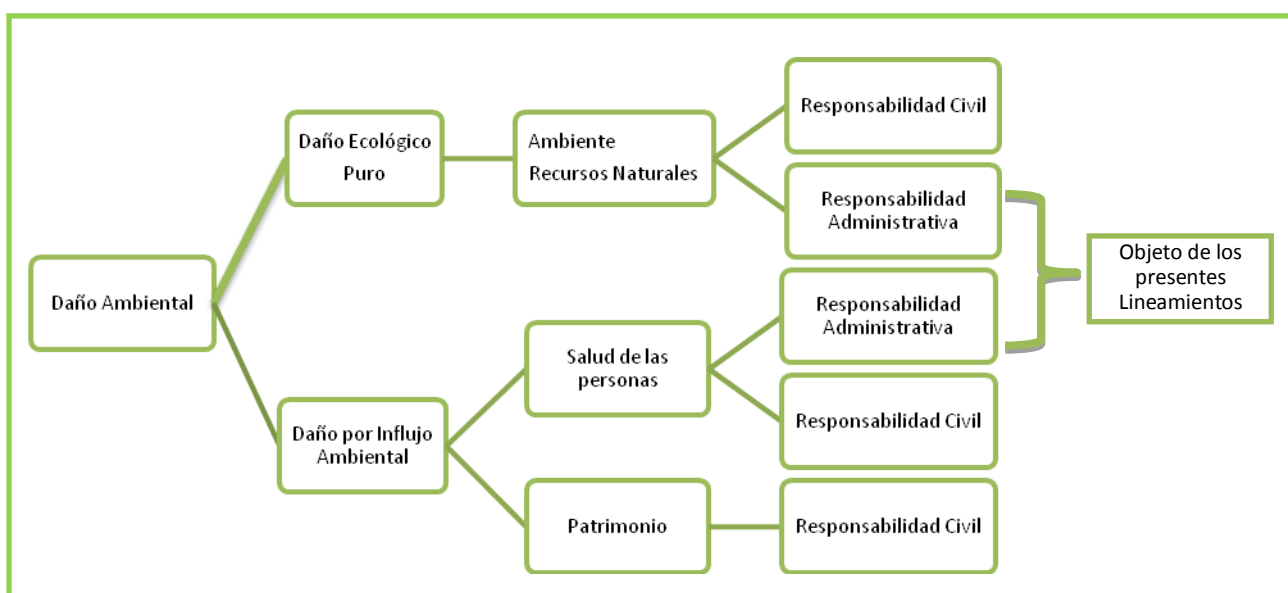 Responsabilidad Civil
Daño Ecológico
Puro
Ambiente
Recursos Naturales
Responsabilidad
Administrativa
Objeto de los
presentes
Lineamientos
Daño Ambiental
Responsabilidad
Administrativa
Salud de las
personas
Responsabilidad Civil
Daño por Influjo
Ambiental
Patrimonio
Responsabilidad Civil